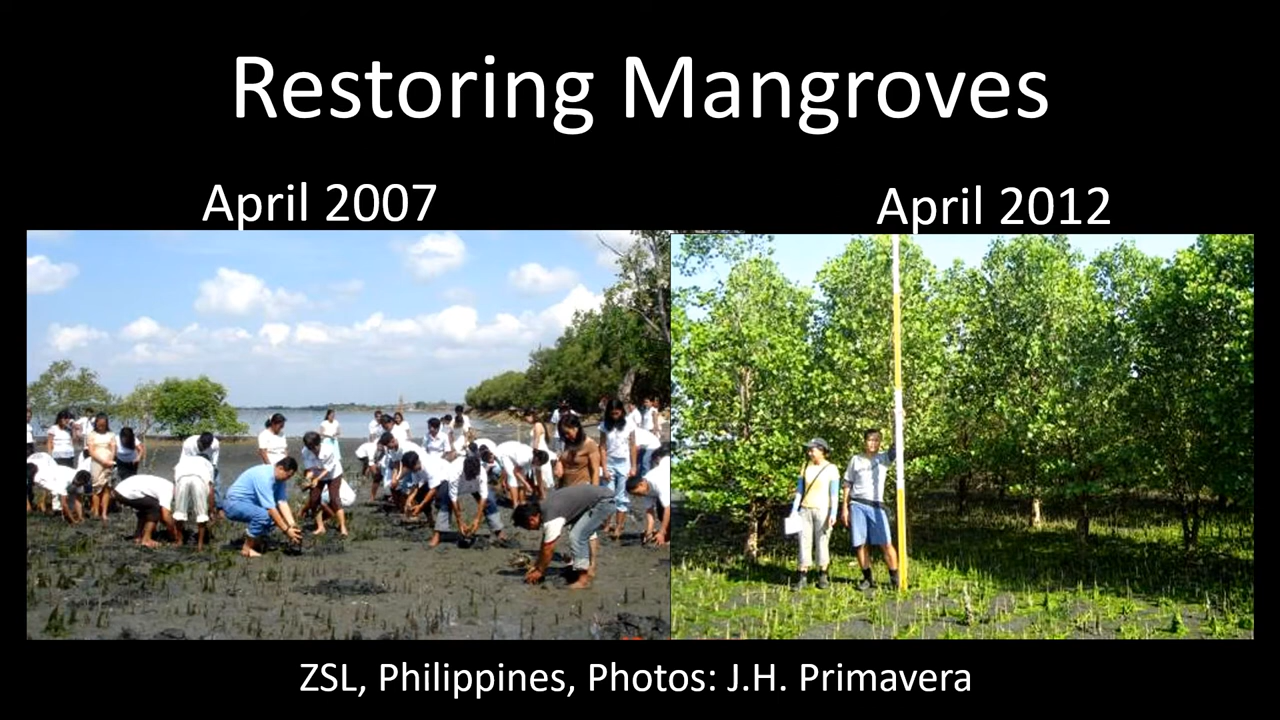 Restoring Mangroves
April 2007
April 2012
ZSL, Philippines, Photos: J.H. Primavera